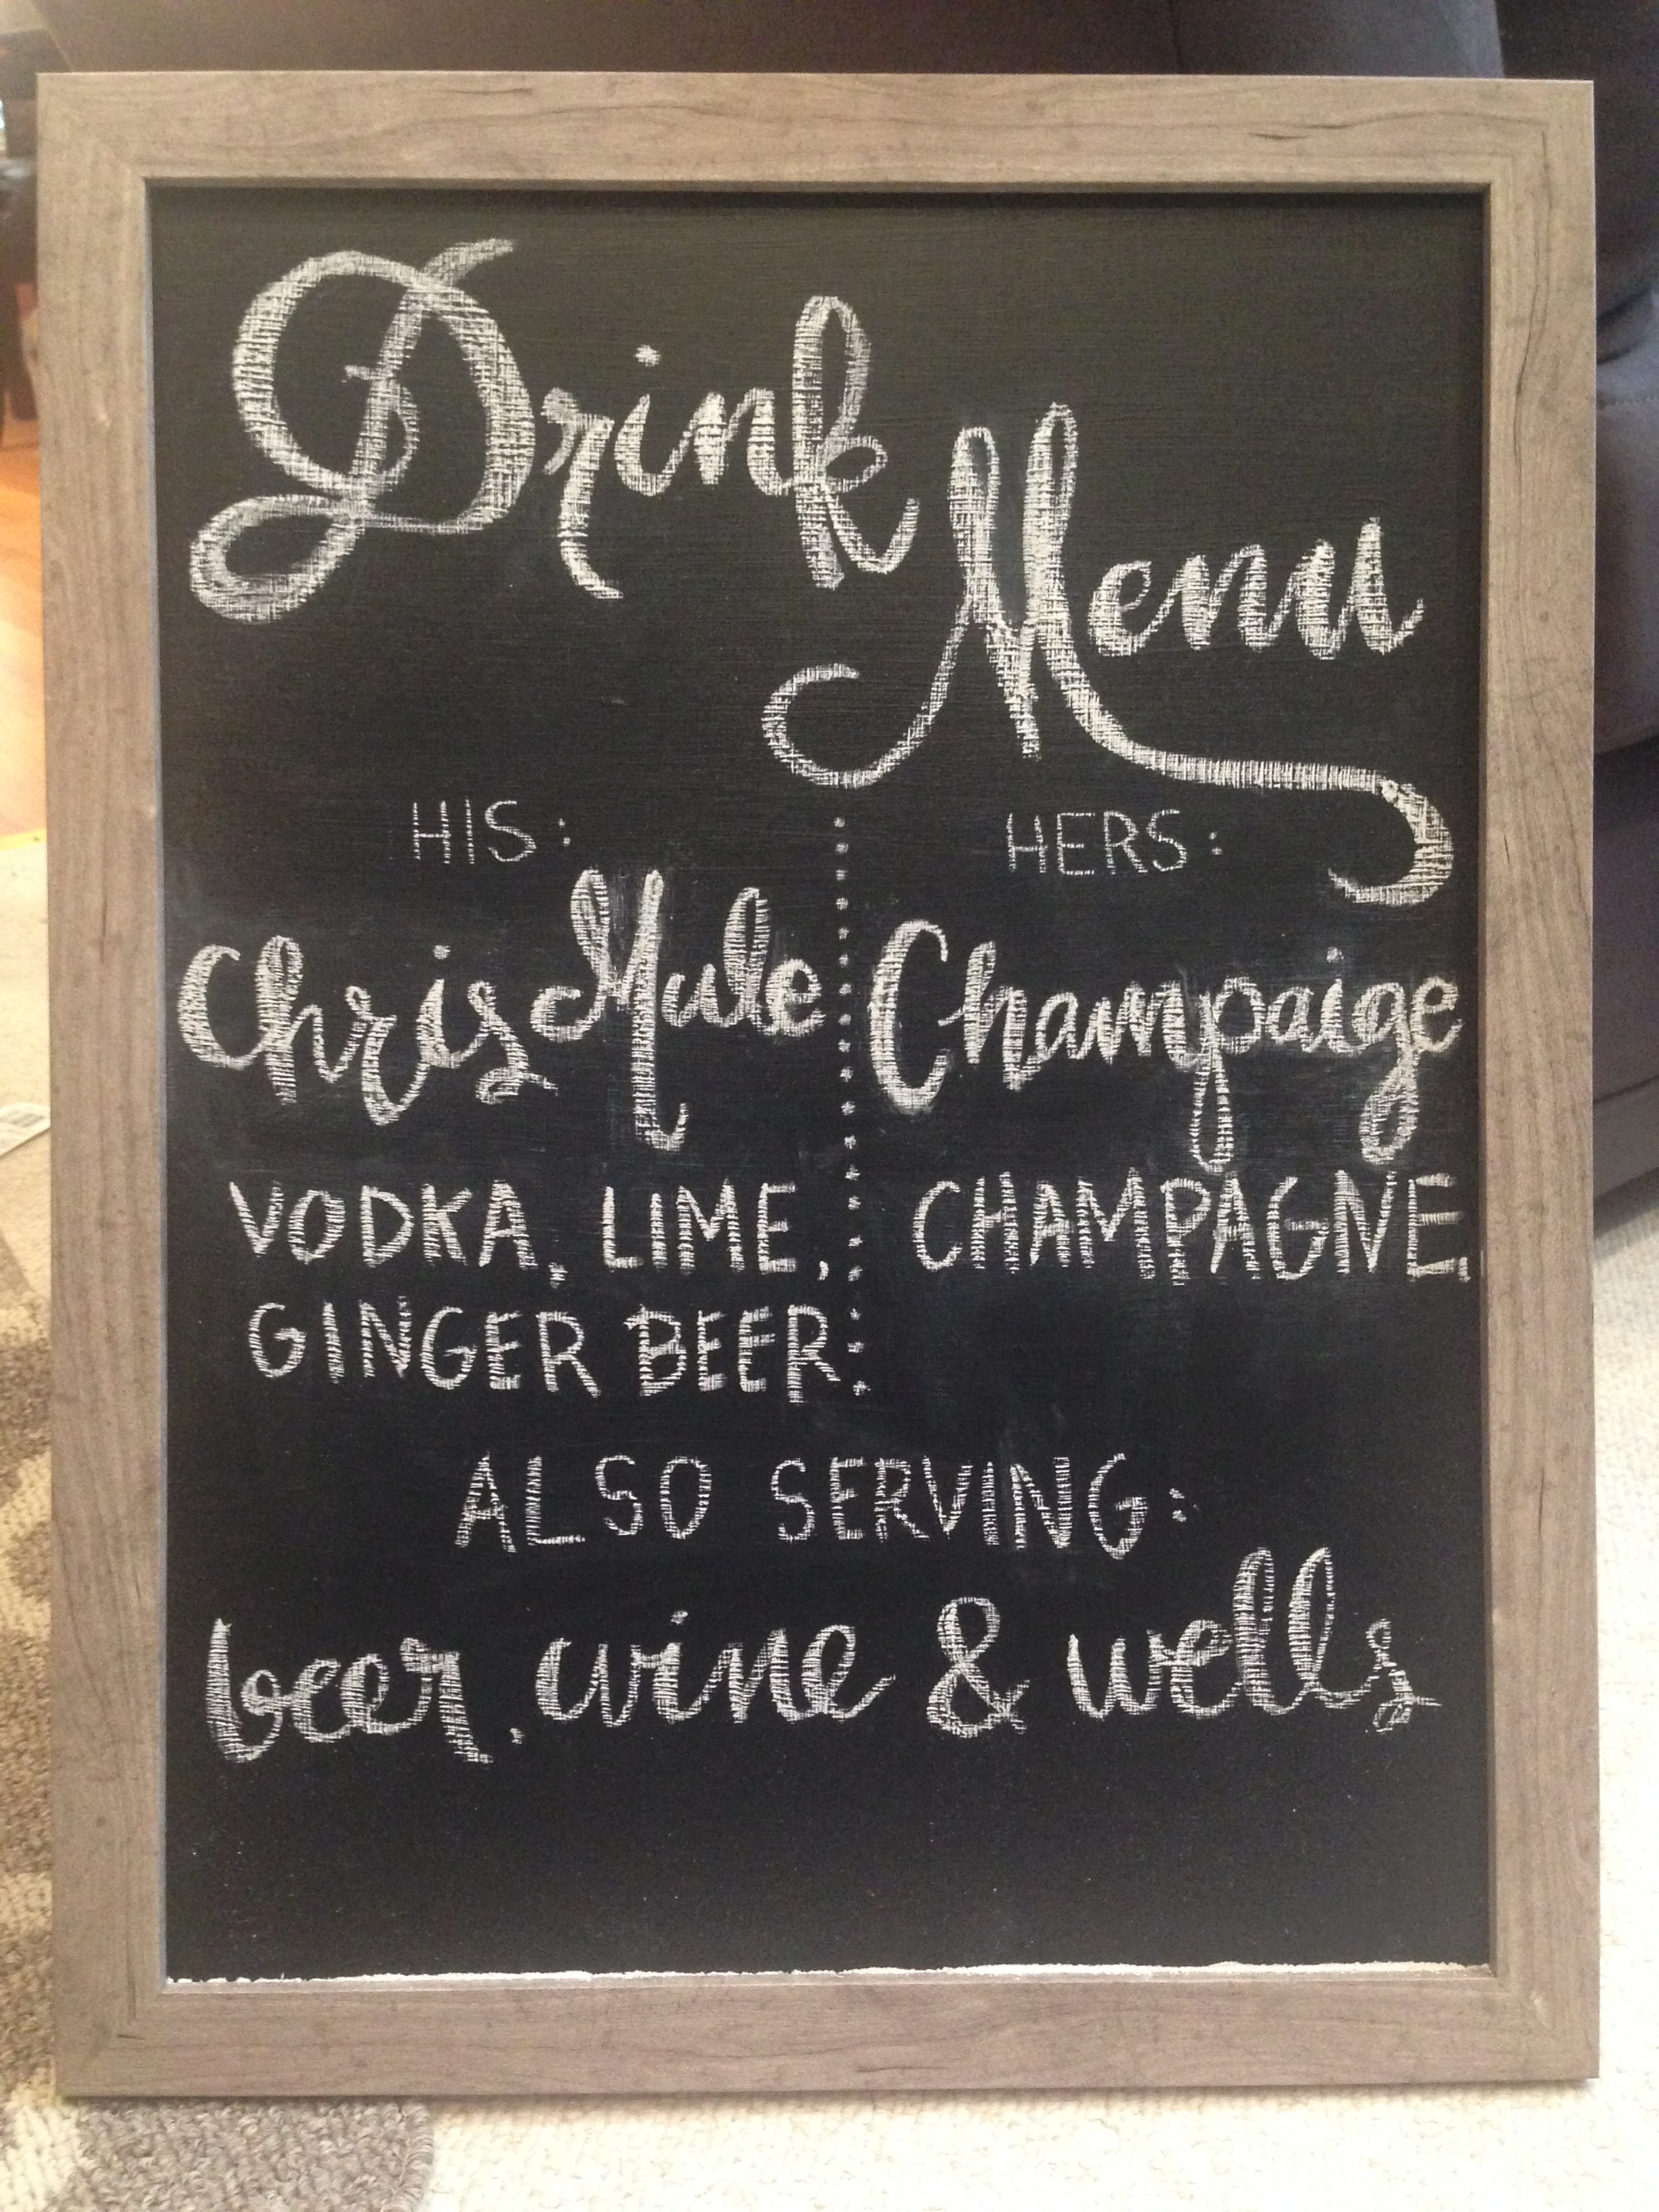 Drink
Menu
HIS:
Chris Mule
VODKA, LIME,
GINGER BEER.
HERS:
Champaige
CHAMPAGNE.
ALSO SERVING:
beer, wine & wells